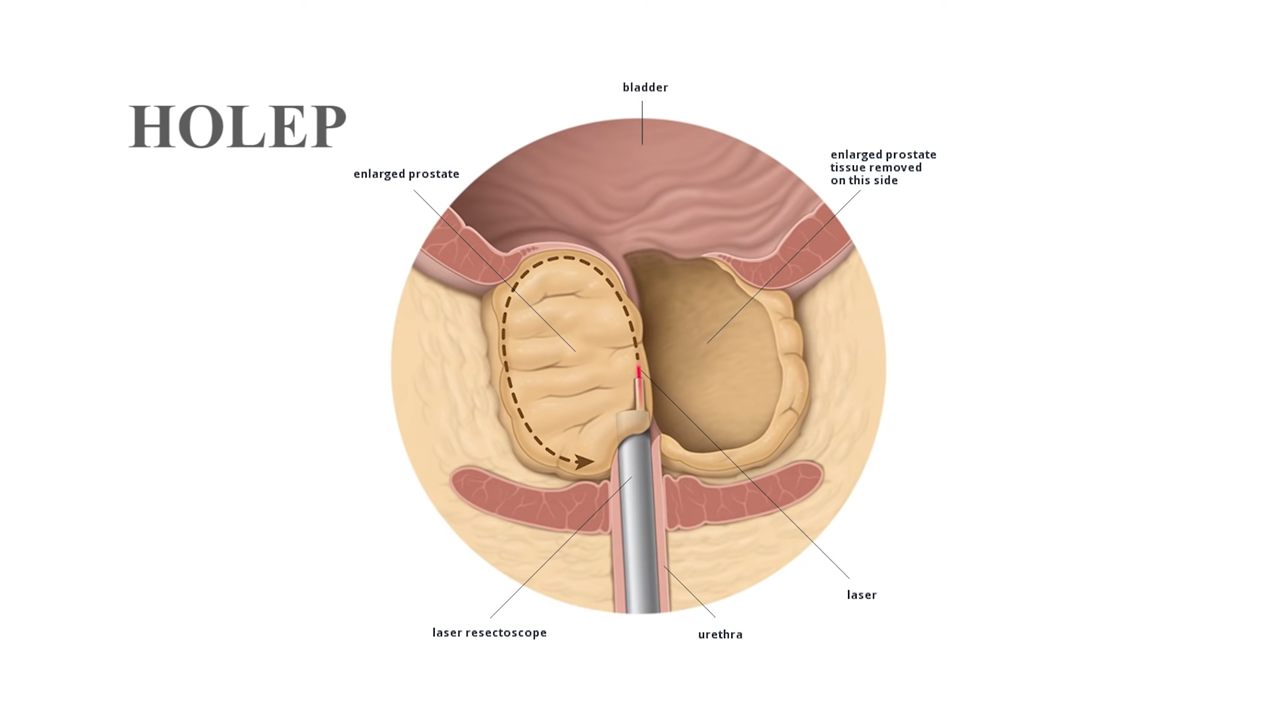 bladder
HOLEP
enlarged prostate
enlarged prostate
tissue removed
on this side
laser
laser resectoscope
urethra